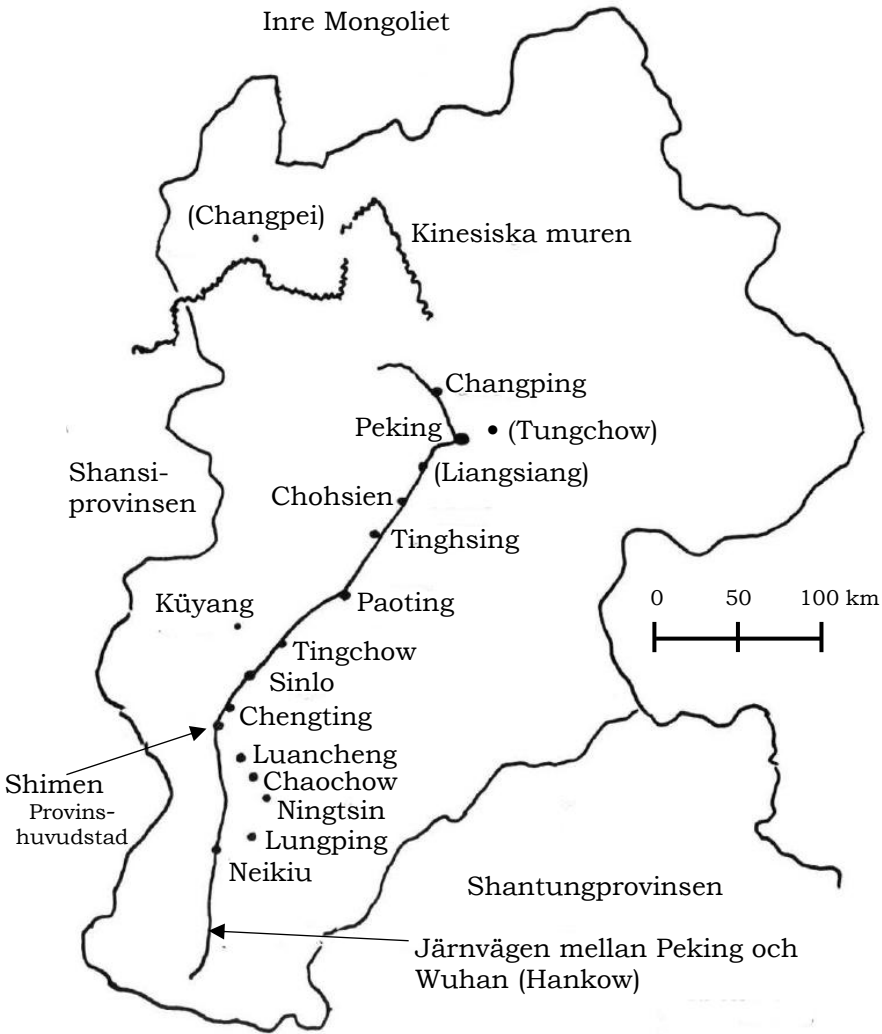 Inre Mongoliet
(Changpei)
Kinesiska muren
Changping
Peking
(Tungchow)
(Liangsiang)
Shansi-
provinsen
Chohsien
Tinghsing
0 50 100 km
Küyang
Paoting
Tingchow
Sinlo
Chengting
Luancheng
Shimen
Provins-
huvudstad
Chaochow
Ningtsin
Lungping
Neikiu
Shantungprovinsen
Järnvägen mellan Peking och
Wuhan (Hankow)